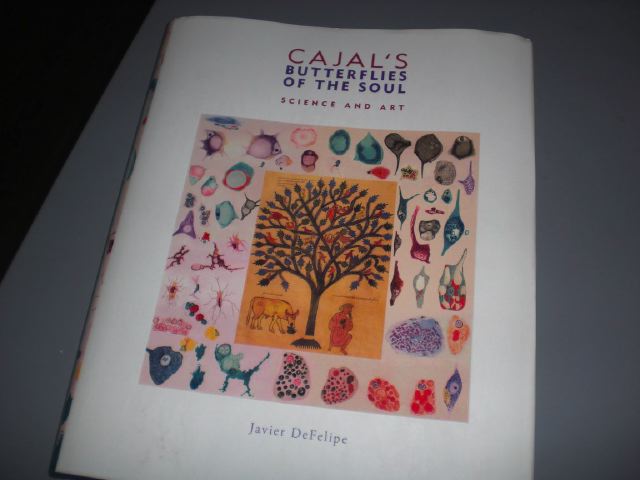 CAJAL'S
BUTTERFLIES
OF THE SOUL
SCIENCE AND ART
Javier DeFelipe